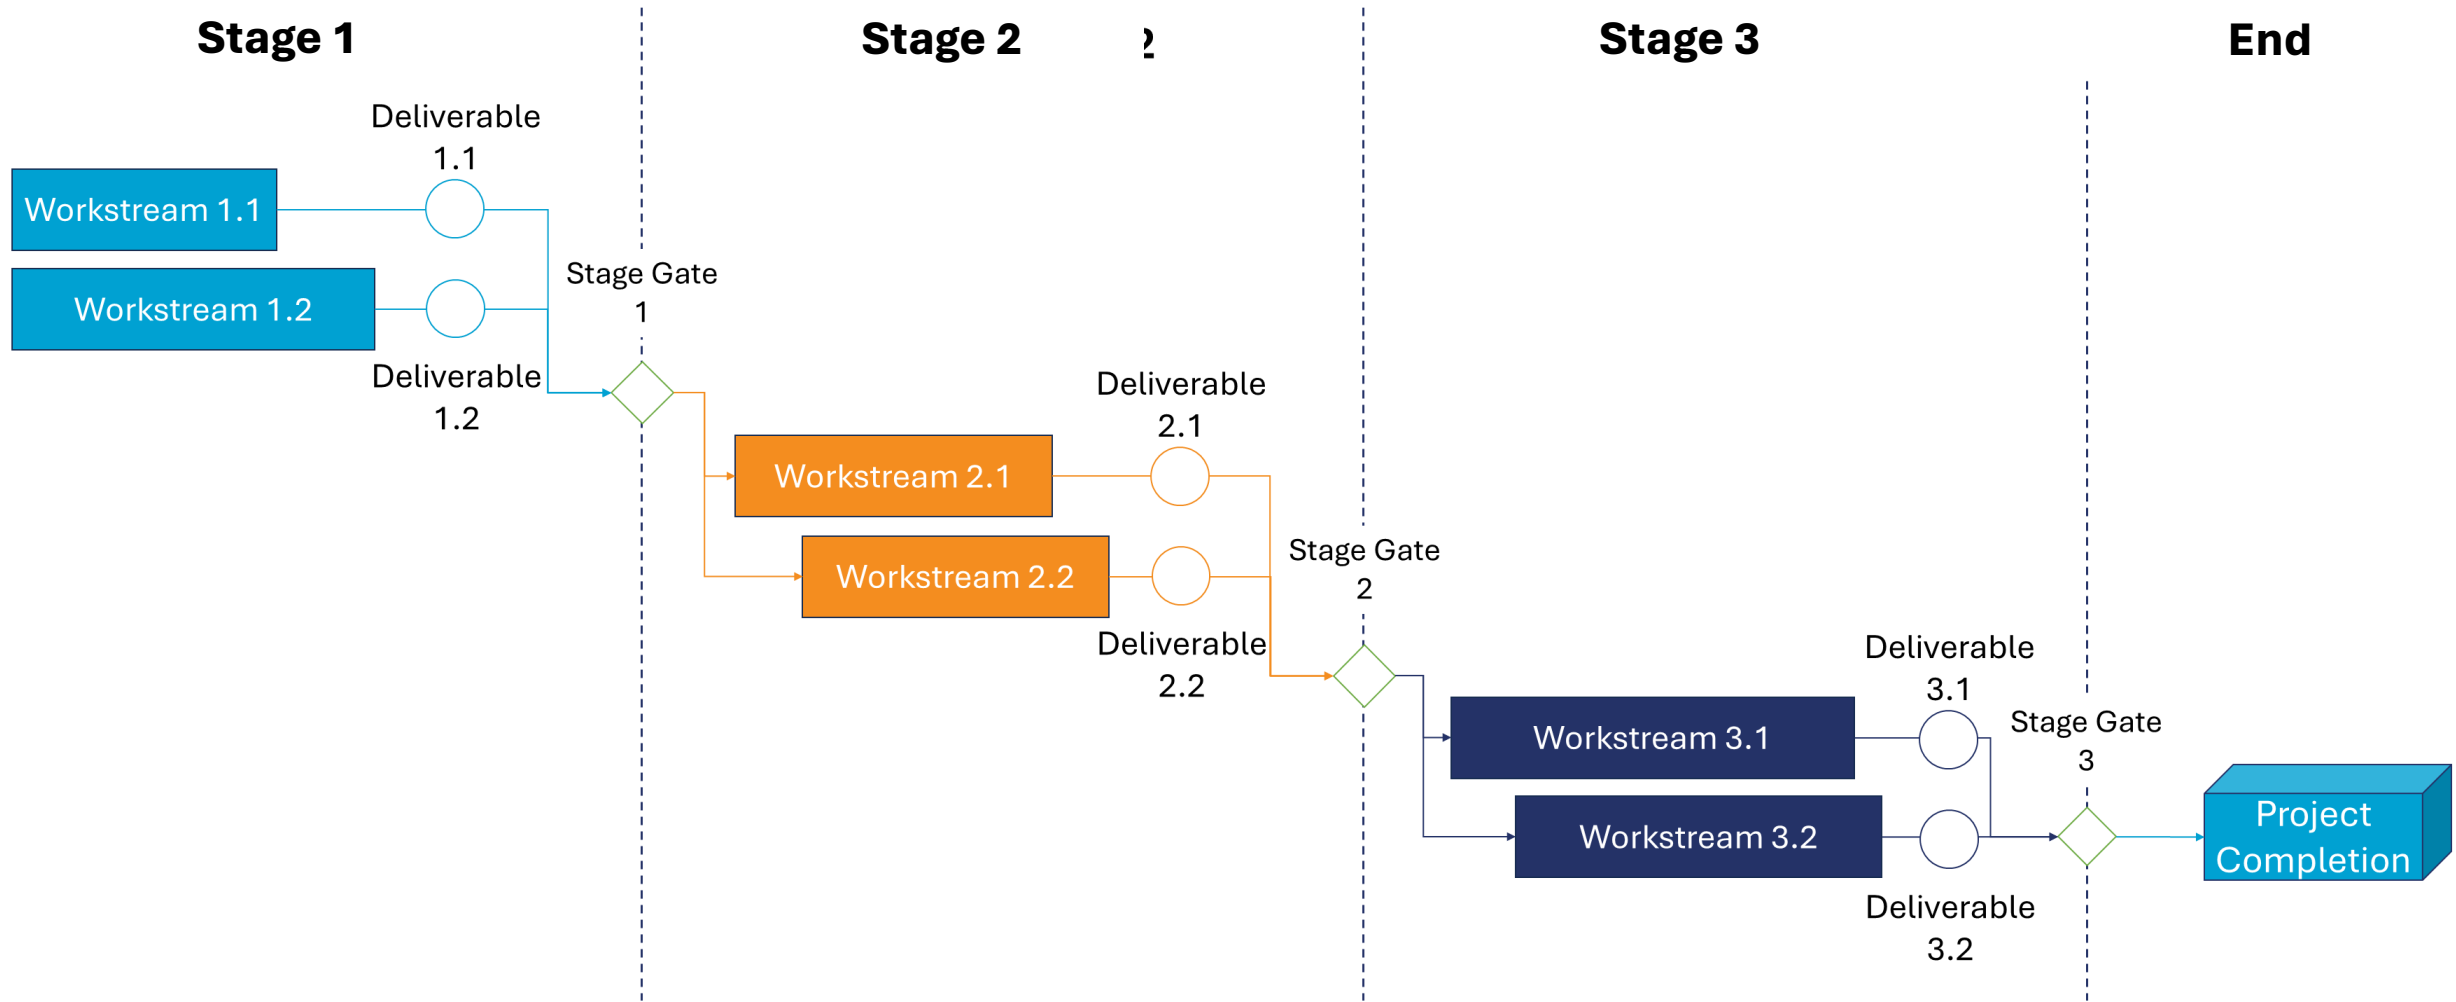 Stage 1
Stage 2
2
Stage 3
End
Deliverable
1.1
Workstream 1.1
Workstream 1.2
Deliverable
1.2
Stage Gate
1
Deliverable
2.1
Workstream 2.1
Workstream 2.2
Deliverable
2.2
Stage Gate
2
Deliverable
3.1
Workstream 3.1
Workstream 3.2
Deliverable
3.2
Stage Gate
3
Project
Completion